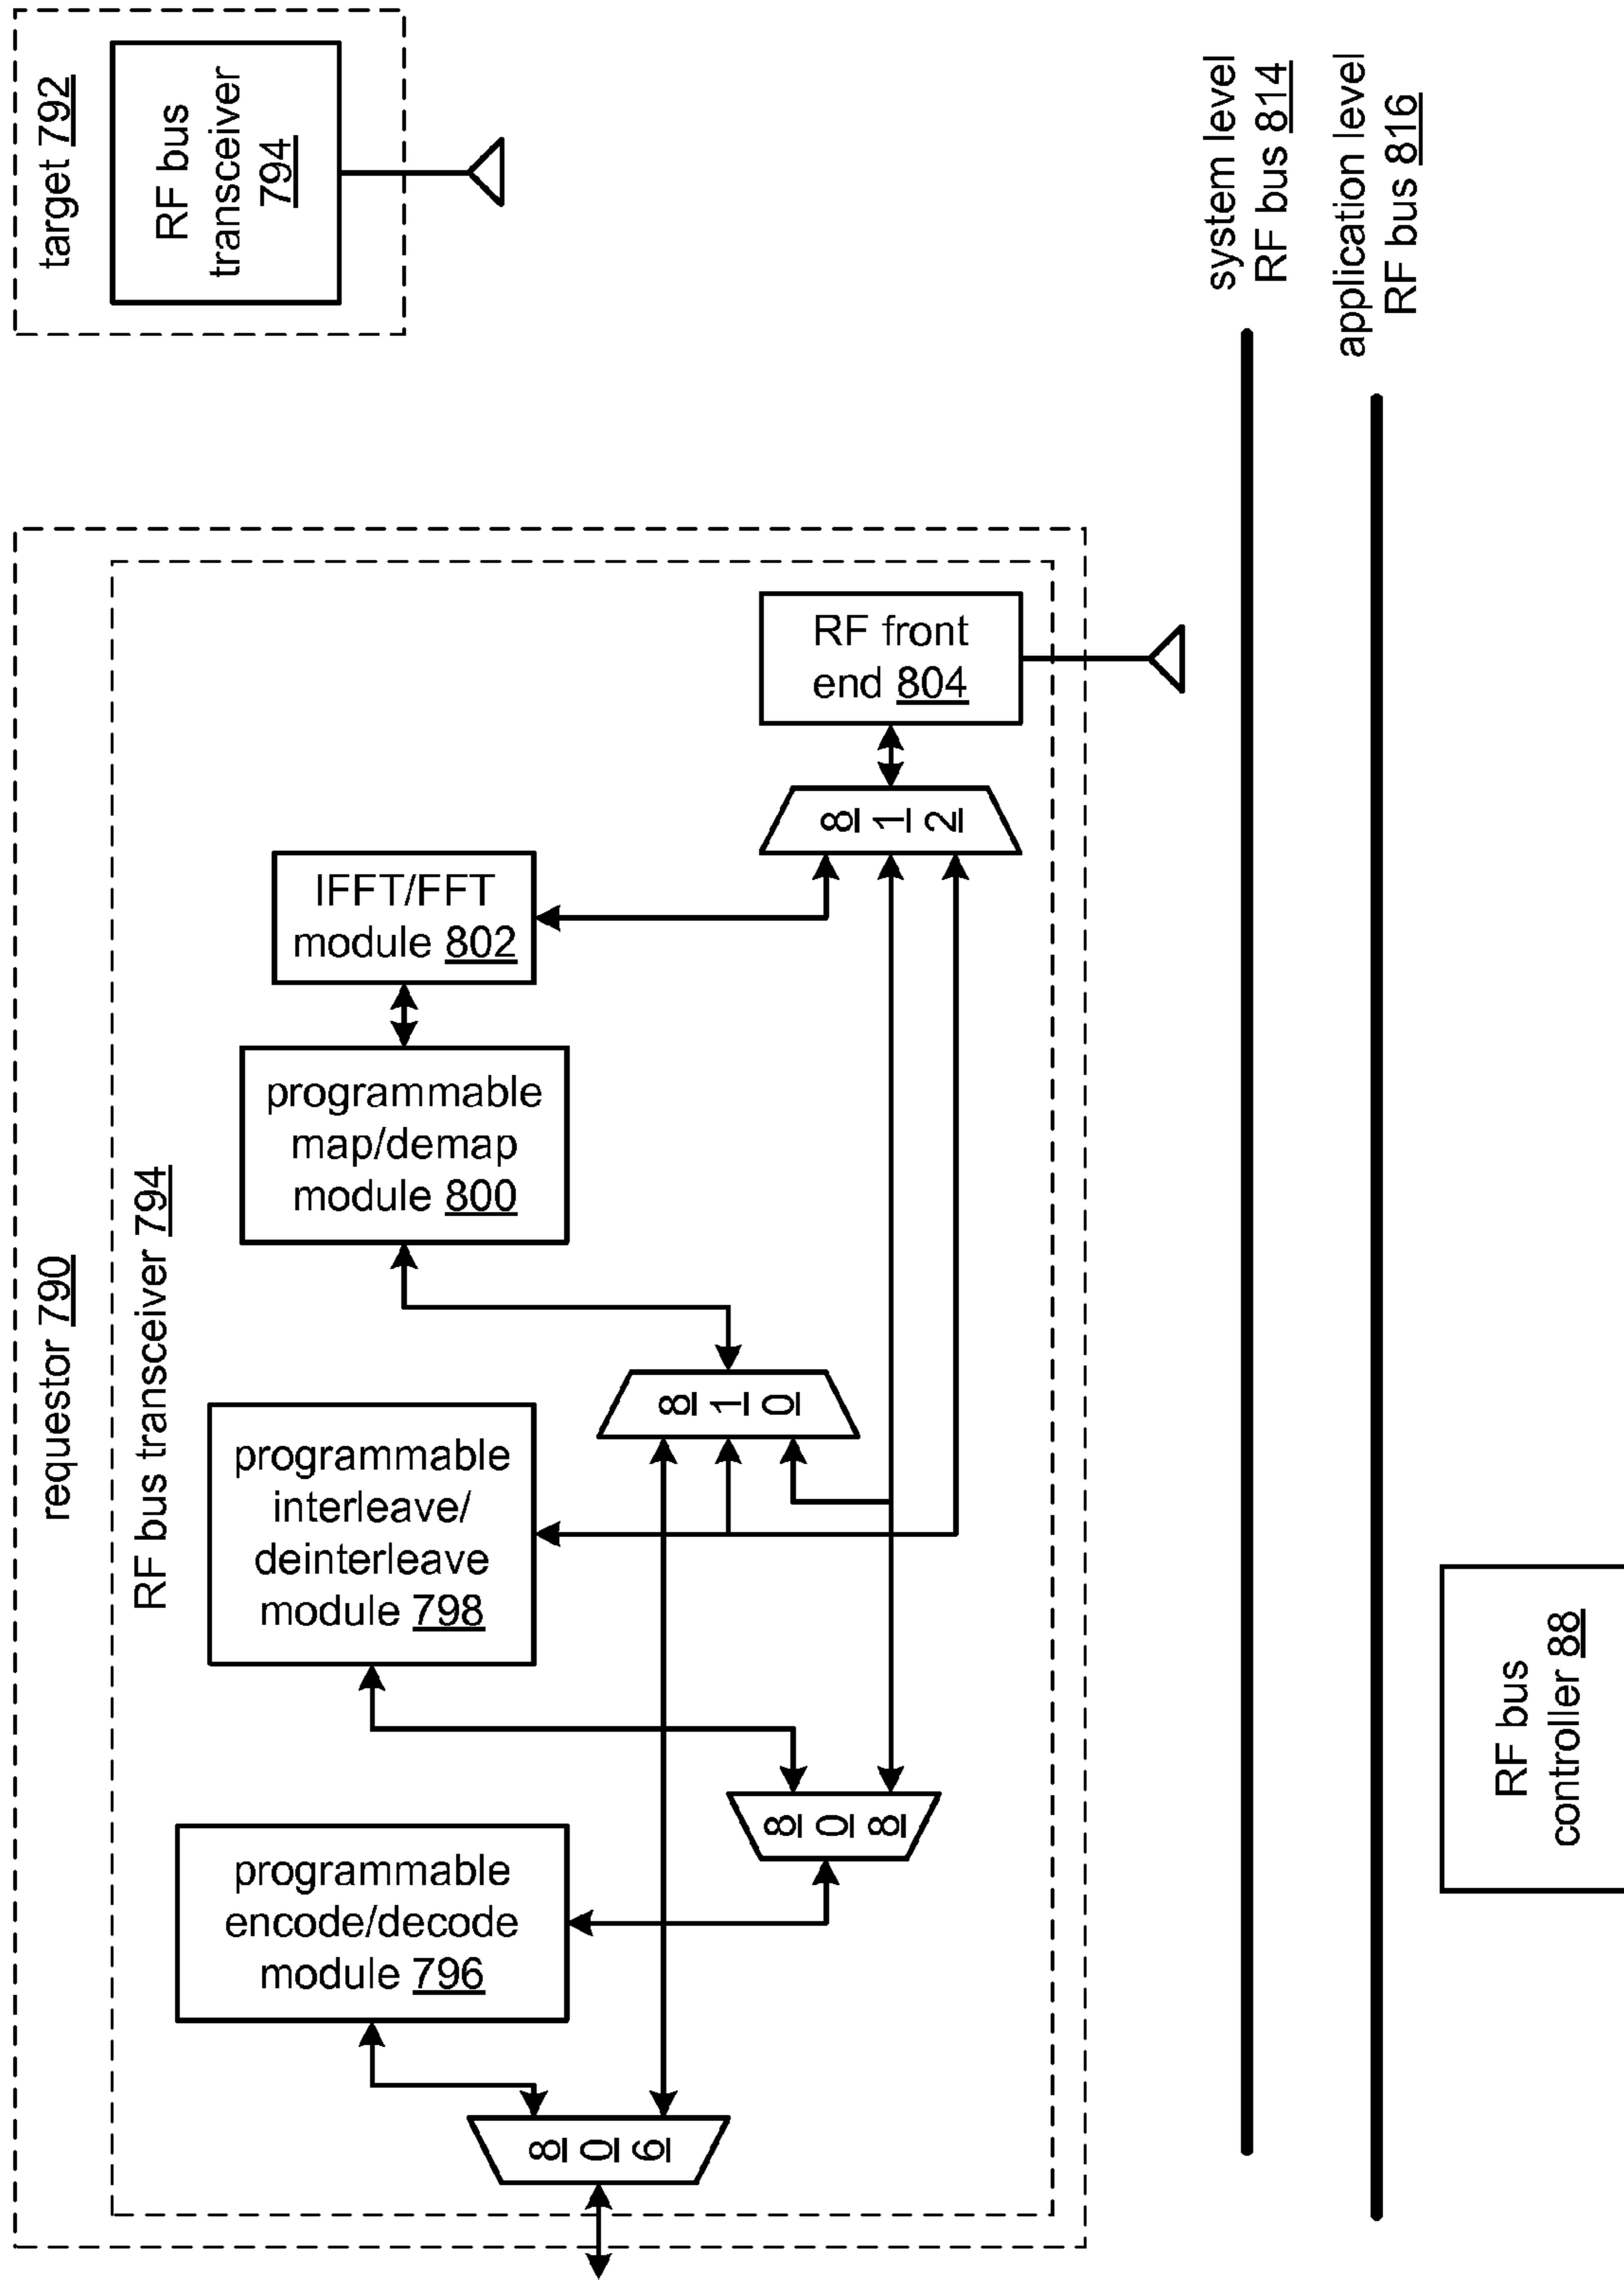 requestor 790
RF bus transceiver 794
programmable
encode/decode
module 796
programmable
interleave/
deinterleave
module 798
programmable
map/demap
module 800
IFFT/FFT
module 802
RF front
end 804
806
808
810
812
target 792
RF bus
transceiver
794
system level
RF bus 814
application level
RF bus 816
RF bus
controller 88